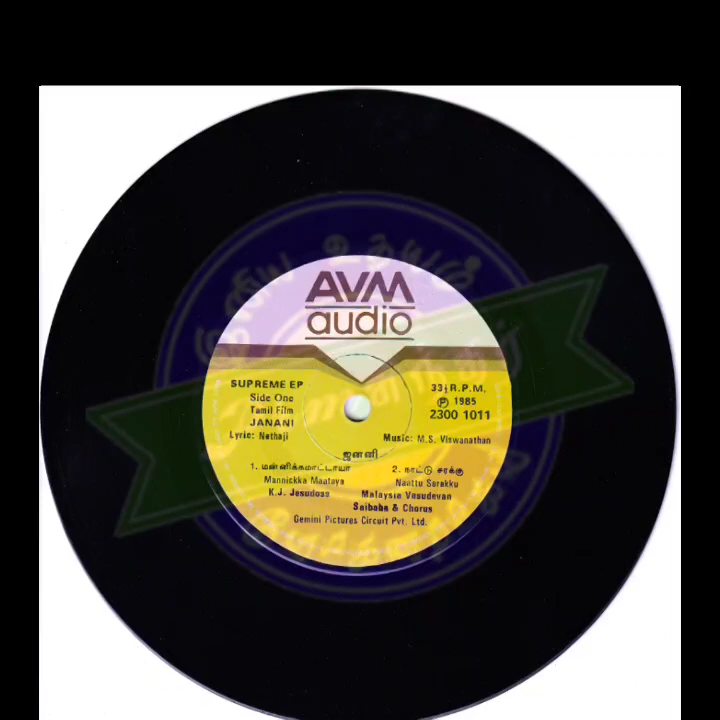 AVM
audio
SUPREME EP
33⅓ R.P.M.
Side One
℗ 1985
Tamil Film
2300 1011
JANANI
Lyric: Nethaji
Music: M.S. Viswanathan
ஜனனி
1. மன்னிக்கமாட்டாயா
2. நாட்டு சரக்கு
Mannickka Maataya
Naattu Sarakku
K.J. Jesudoss
Malaysia Vasudevan
Saibaba & Chorus
Gemini Pictures Circuit Pvt. Ltd.
இனிய உதயம்